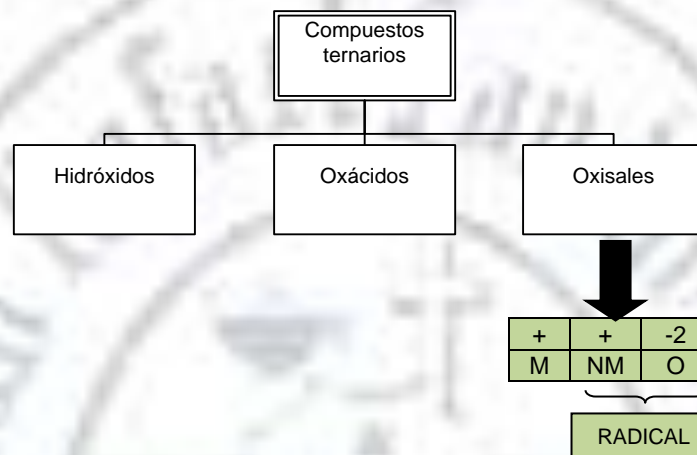 Compuestos
ternarios
Hidróxidos
Oxácidos
Oxisales
+ + -2
M NM O
RADICAL